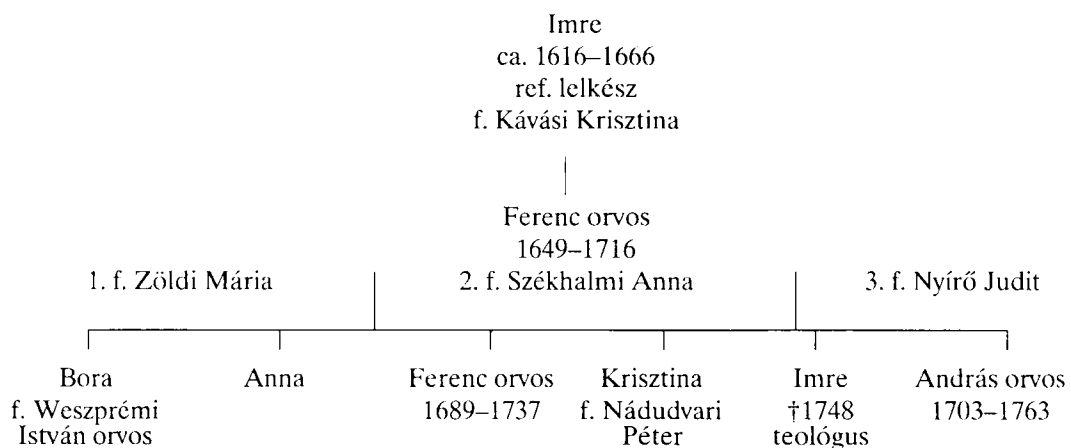 Imre
ca. 1616–1666
ref. lelkész
f. Kávási Krisztina
Ferenc orvos
1649–1716
1. f. Zöldi Mária 2. f. Székhalmi Anna 3. f. Nyírő Judit
Bora Anna Ferenc orvos Krisztina Imre András orvos
f. Weszprémi 1689–1737 f. Nádudvari †1748 1703–1763
István orvos Péter teológus